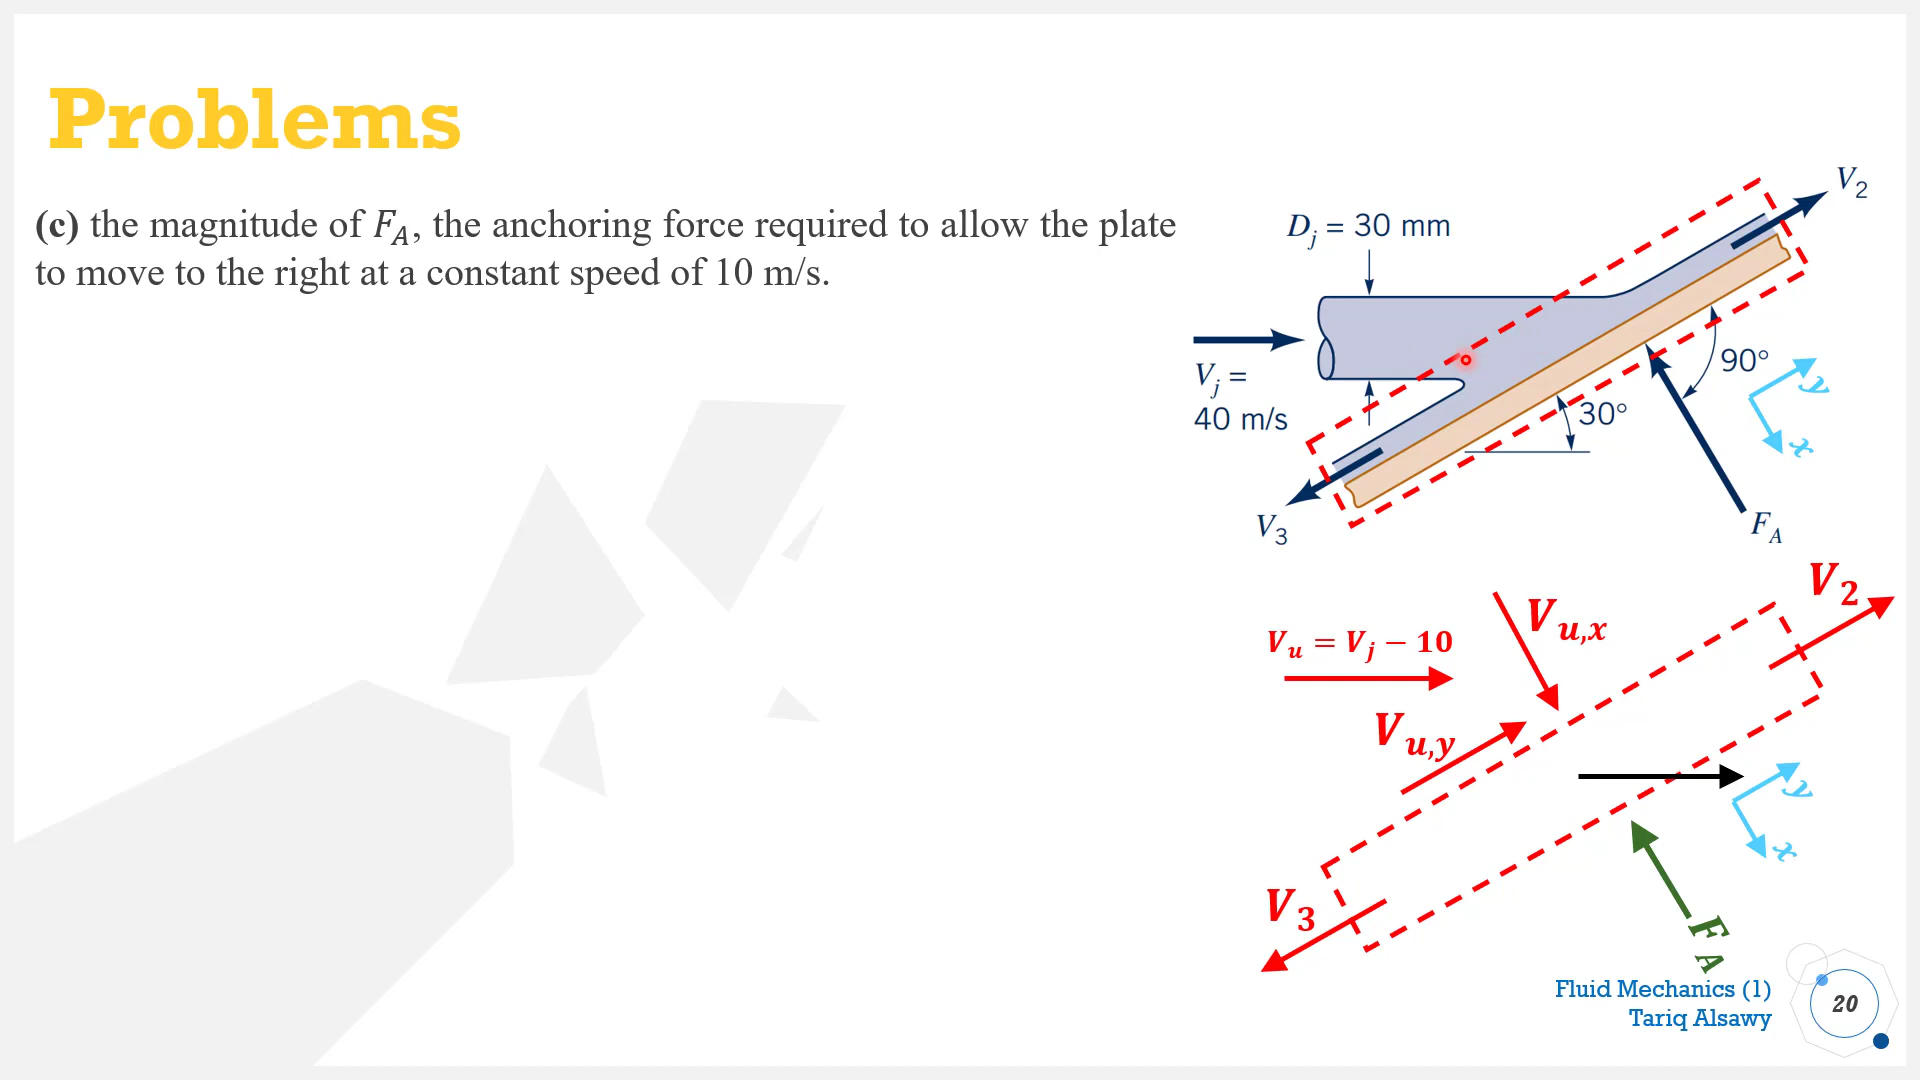 Problems
(c) the magnitude of F_A, the anchoring force required to allow the plate
to move to the right at a constant speed of 10 m/s.
V_2
D_j = 30 mm
V_j =
40 m/s
90°
30°
y
x
V_3
F_A
V_2
V_u,x
V_u = V_j − 10
V_u,y
y
x
V_3
F_A
Fluid Mechanics (1)
Tariq Alsawy
20